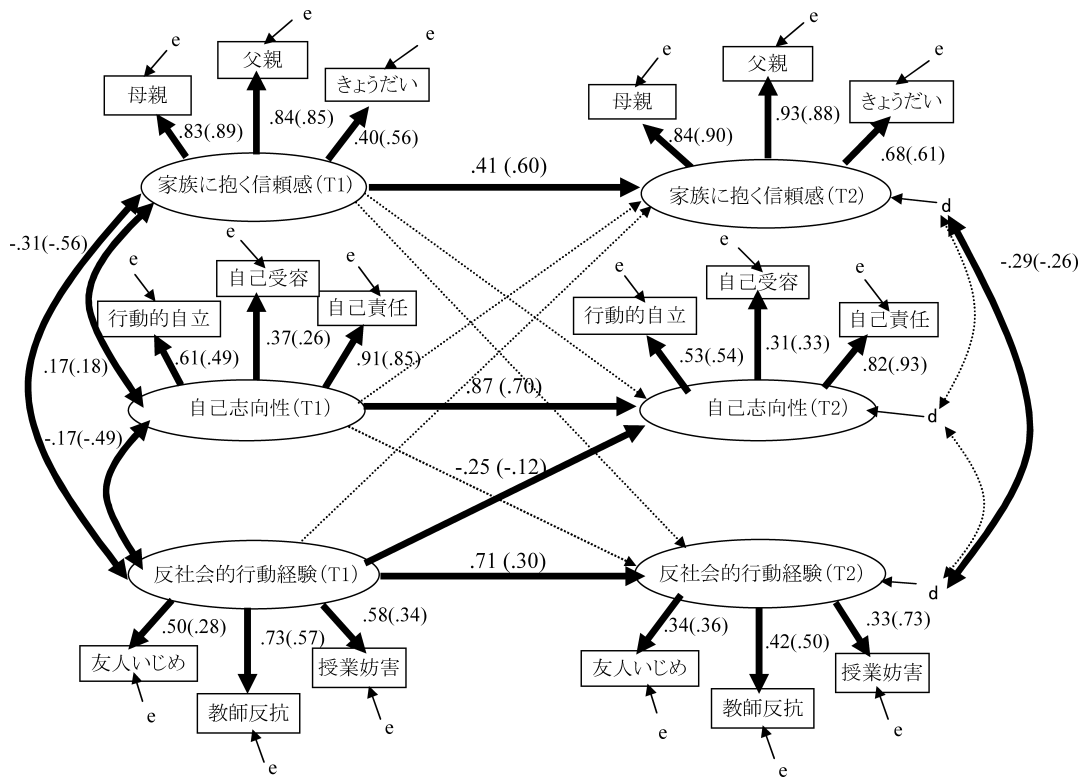 e
e
e
父親
母親
きょうだい
.83(.89)
.84(.85)
.40(.56)
家族に抱く信頼感(T1)
.41 (.60)
e
e
e
父親
母親
きょうだい
.84(.90)
.93(.88)
.68(.61)
家族に抱く信頼感(T2)
d
-.31(-.56)
-.29(-.26)
e
e
e
自己受容
行動的自立
自己責任
.17(.18)
.61(.49)
.37(.26)
.91(.85)
自己志向性(T1)
.87(.70)
e
e
e
自己受容
行動的自立
自己責任
.53(.54)
.31(.33)
.82(.93)
自己志向性(T2)
d
-.17(-.49)
-.25 (-.12)
反社会的行動経験(T1)
.71 (.30)
反社会的行動経験(T2)
d
.50(.28)
.73(.57)
.58(.34)
友人いじめ
教師反抗
授業妨害
e
e
e
.34(.36)
.42(.50)
.33(.73)
友人いじめ
教師反抗
授業妨害
e
e
e